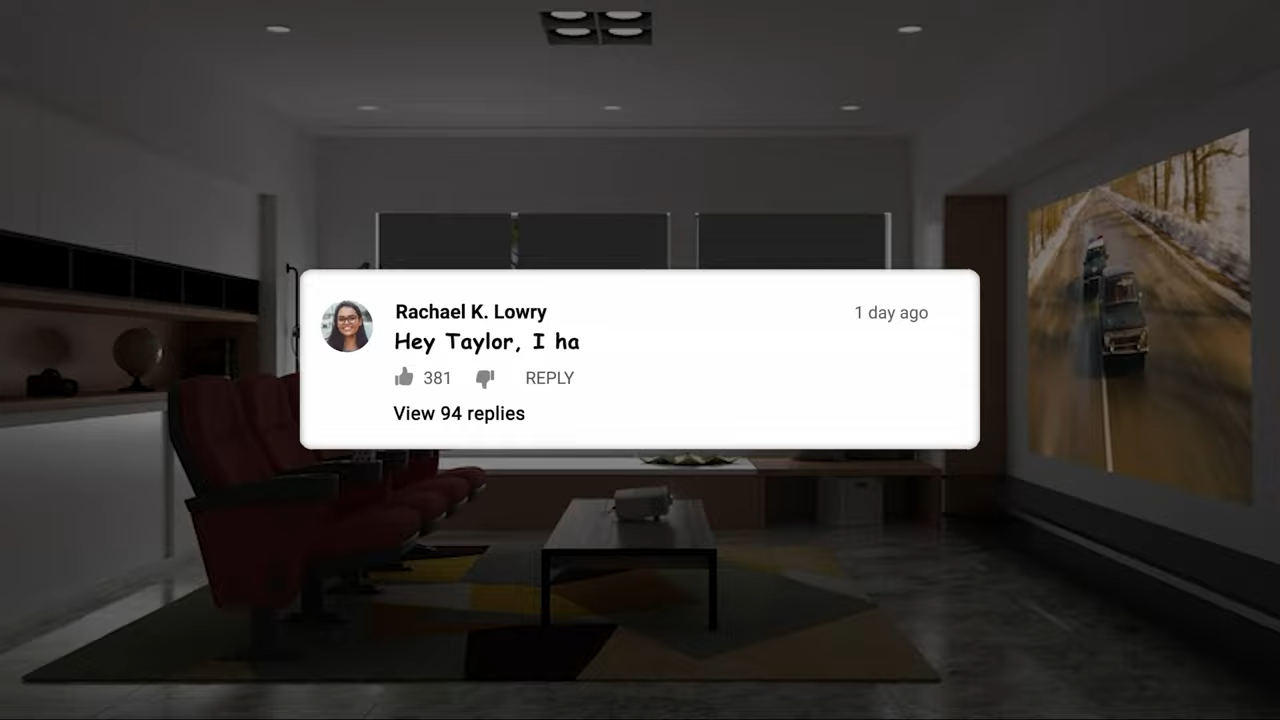 Rachael K. Lowry 1 day ago
Hey Taylor, I ha
381 REPLY
View 94 replies